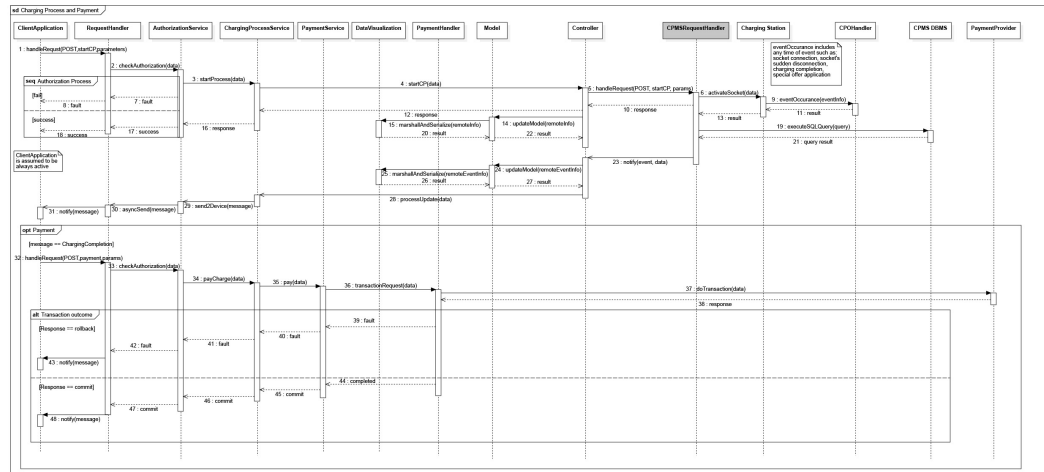 sd Charging Process and Payment
ClientApplication
RequestHandler
AuthorizationService
ChargingProcessService
PaymentService
DataVisualization
PaymentHandler
Model
Controller
CPMSRequestHandler
Charging Station
CPOHandler
CPMS DBMS
PaymentProvider
eventOccurance includes
any time of event such as;
socket connection, socket's
sudden disconnection,
charging completion,
special offer application
1 : handleRequst(POST,startCP,parameters)
2 : checkAuthorization(data)
seq Authorization Process
3 : startProcess(data)
4 : startCP(data)
5 : handleRequest(POST, startCP, params)
6 : activateSocket(data)
[fail]
7 : fault
8 : fault
9 : eventOccurance(eventInfo)
10 : response
11 : result
12 : response
13 : result
[success]
14 : updateModel(remoteInfo)
15 : marshallAndSerialize(remoteInfo)
16 : response
17 : success
18 : success
19 : executeSQLQuery(query)
20 : result
22 : result
21 : query result
ClientApplication
is assumed to be
always active
23 : notify(event, data)
24 : updateModel(remoteEventInfo)
25 : marshallAndSerialize(remoteEventInfo)
26 : result
27 : result
28 : processUpdate(data)
29 : send2Device(message)
30 : asyncSend(message)
31 : notify(message)
opt Payment
[message == ChargingCompletion]
32 : handleRequest(POST,payment,params)
33 : checkAuthorization(data)
34 : payCharge(data)
35 : pay(data)
36 : transactionRequest(data)
37 : doTransaction(data)
38 : response
alt Transaction outcome
39 : fault
[Response == rollback]
40 : fault
41 : fault
42 : fault
43 : notify(message)
44 : completed
[Response == commit]
45 : commit
46 : commit
47 : commit
48 : notify(message)